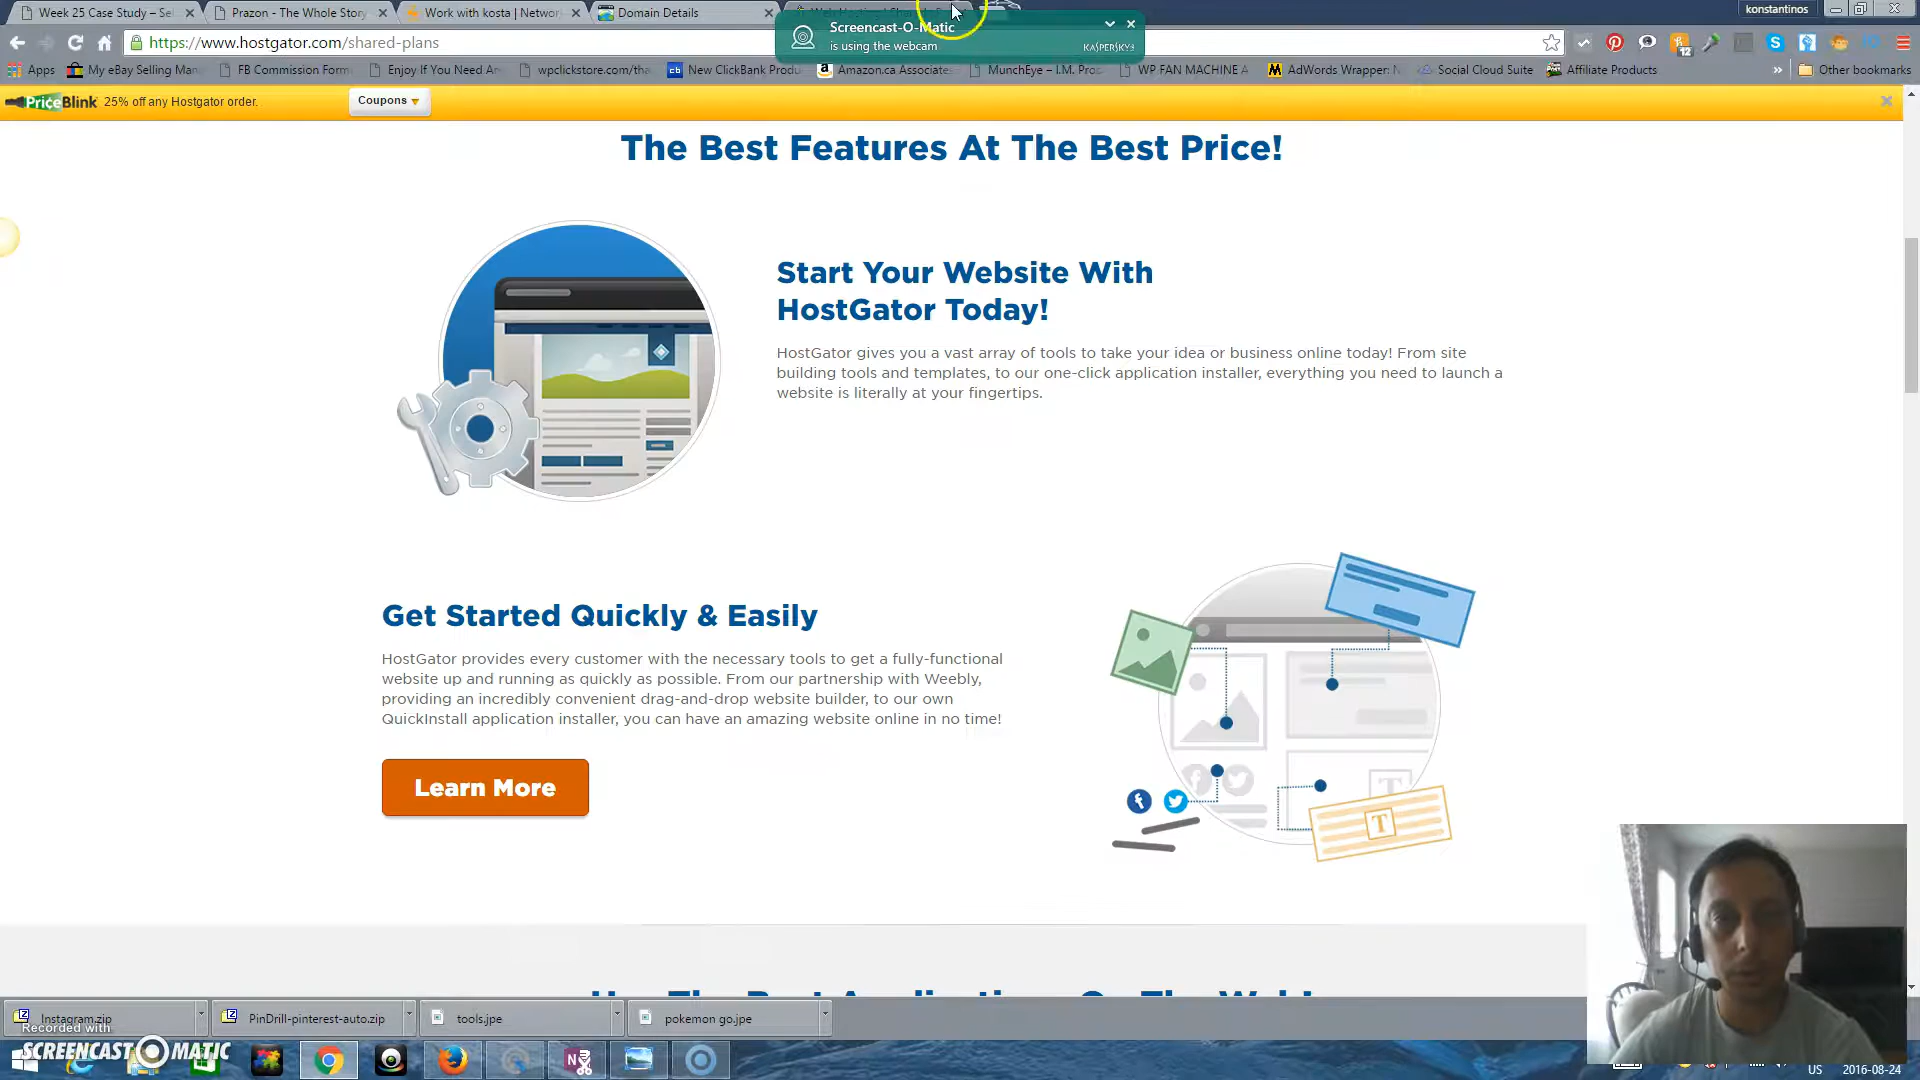 Week 25 Case Study – Sel
Prazon - The Whole Story
Work with kosta | Networ
Domain Details
konstantinos
Screencast-O-Matic
is using the webcam
KASPERSKY
https://www.hostgator.com/shared-plans
12
Apps
My eBay Selling Man
FB Commission Form
Enjoy If You Need An
wpclickstore.com/tha
cb New ClickBank Produ
Amazon.ca Associates
MunchEye – I.M. Proc
WP FAN MACHINE A
AdWords Wrapper: N
Social Cloud Suite
Affiliate Products
»
Other bookmarks
PriceBlink
25% off any Hostgator order.
Coupons
The Best Features At The Best Price!
Start Your Website With
HostGator Today!
HostGator gives you a vast array of tools to take your idea or business online today! From site
building tools and templates, to our one-click application installer, everything you need to launch a
website is literally at your fingertips.
Get Started Quickly & Easily
HostGator provides every customer with the necessary tools to get a fully-functional
website up and running as quickly as possible. From our partnership with Weebly,
providing an incredibly convenient drag-and-drop website builder, to our own
QuickInstall application installer, you can have an amazing website online in no time!
Learn More
T
T
Instagram.zip
PinDrill-pinterest-auto.zip
tools.jpe
pokemon go.jpe
Recorded with
SCREENCAST-O-MATIC
US
2016-08-24